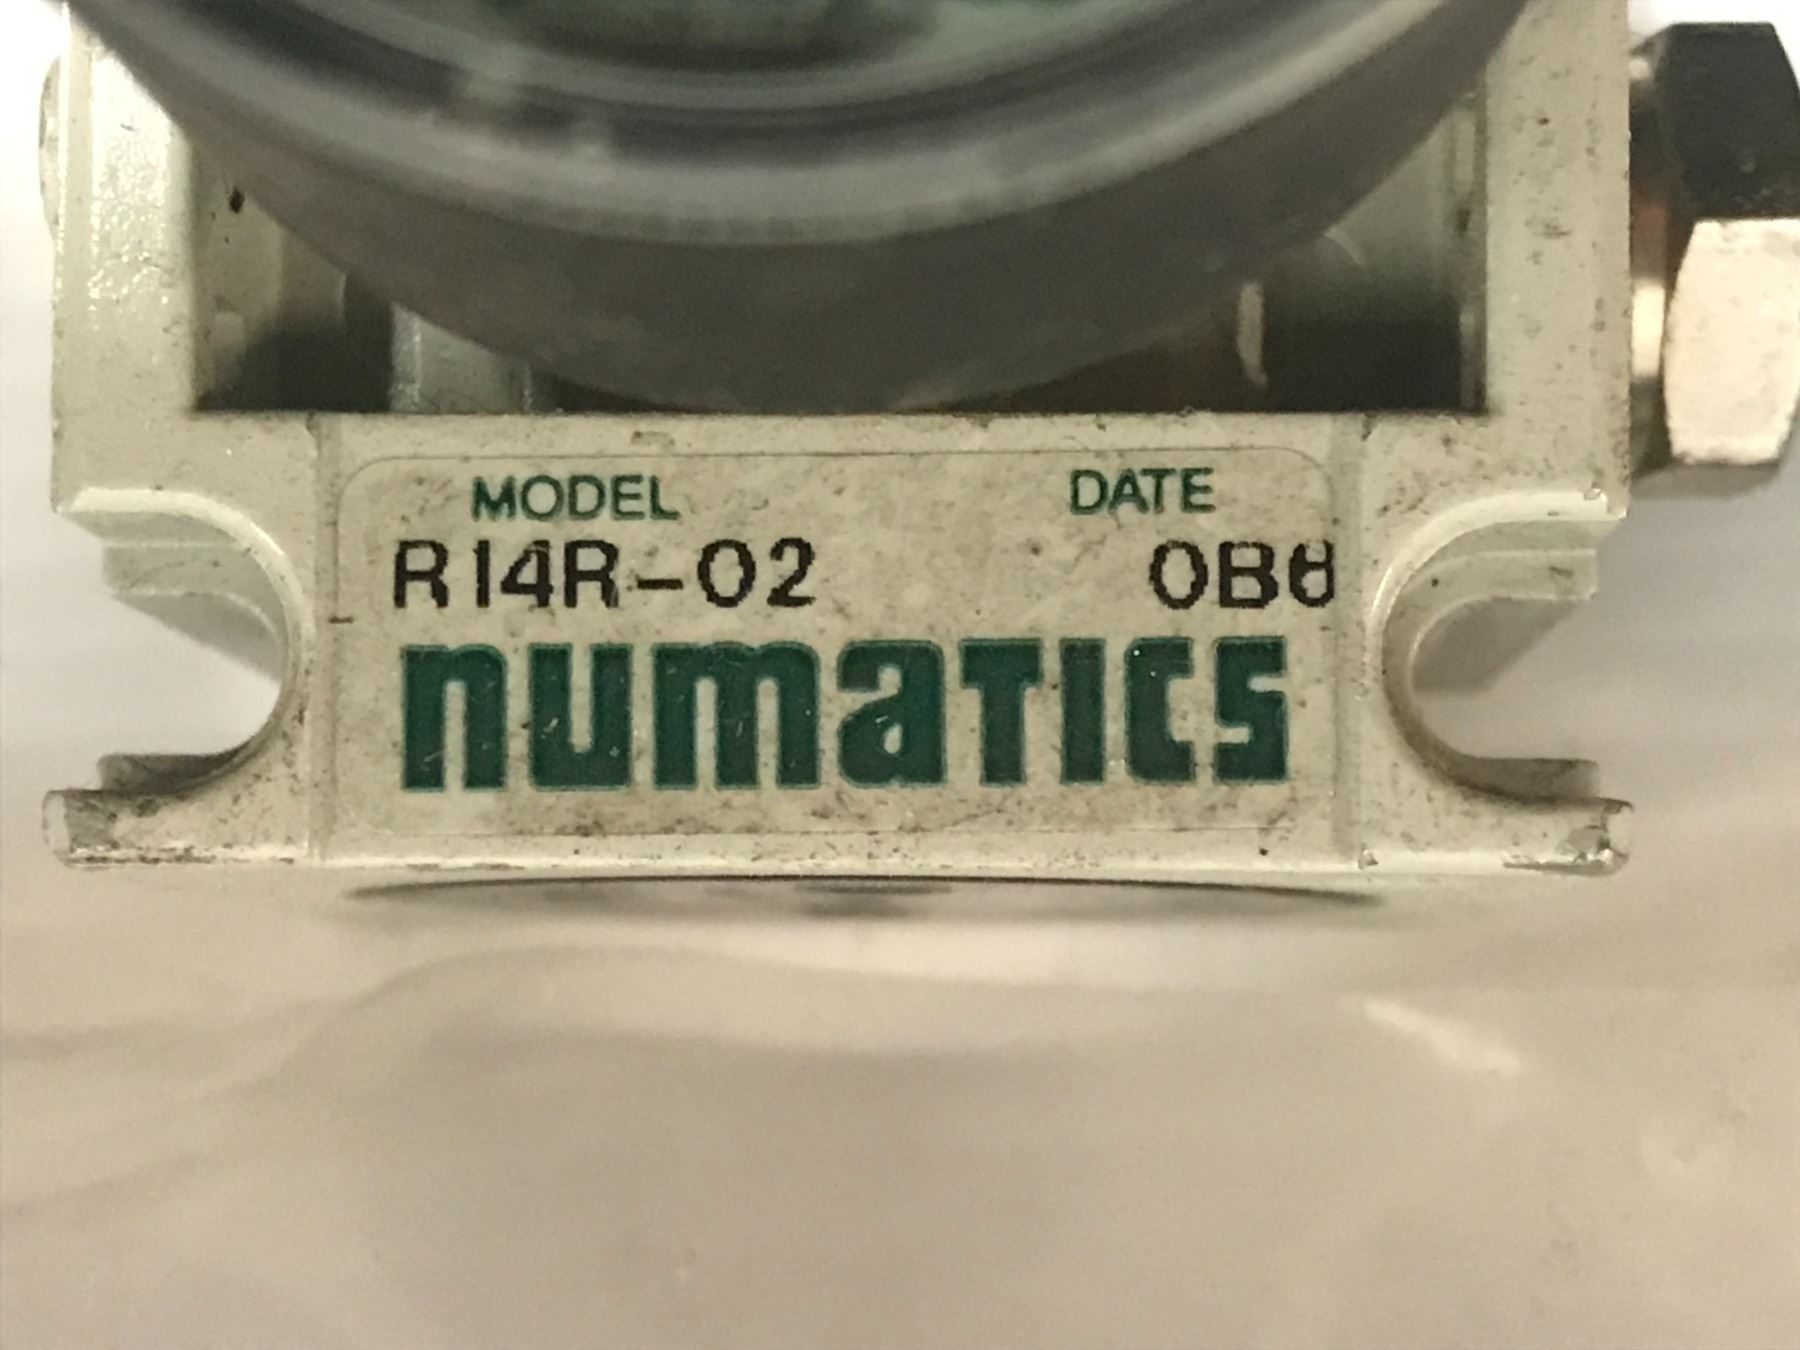 MODEL DATE
R14R-02 0B8
numatics